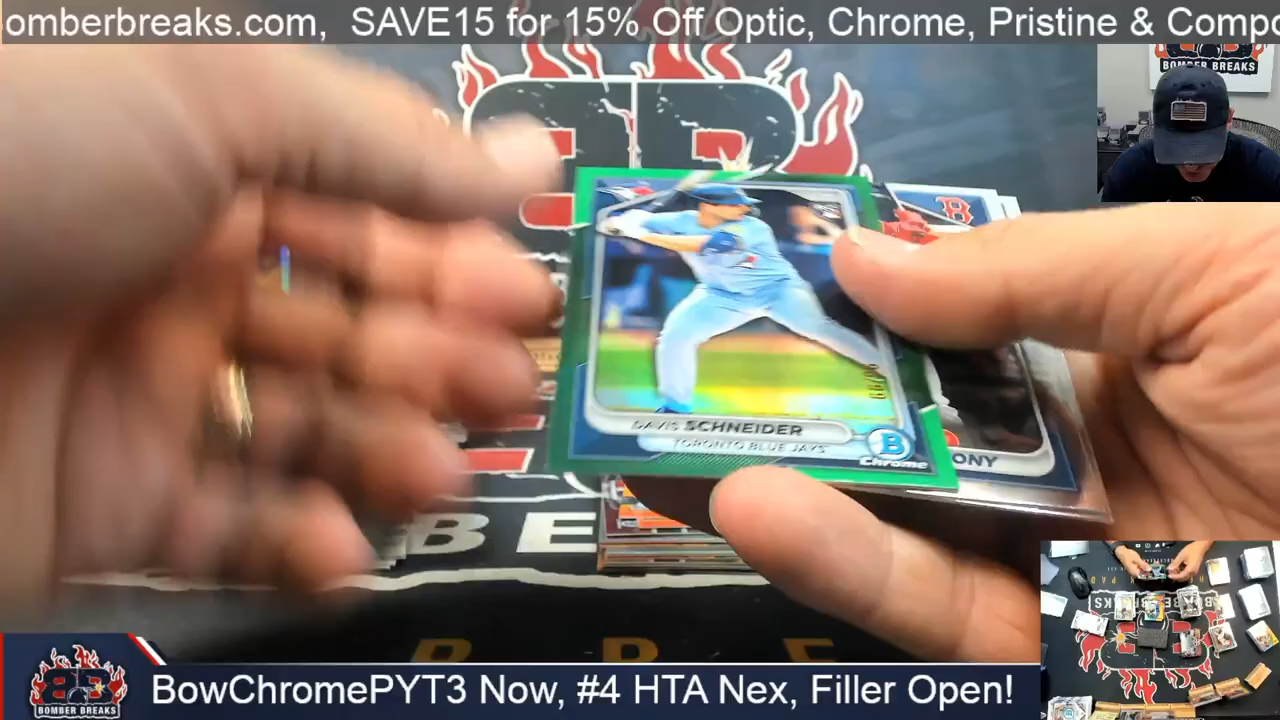 omberbreaks.com, SAVE15 for 15% Off Optic, Chrome, Pristine & Compo
BOMBER BREAKS
B
DAVIS SCHNEIDER
TORONTO BLUE JAYS
B
Chrome
ONY
B E
BowChromePYT3 Now, #4 HTA Nex, Filler Open!
BOMBER BREAKS